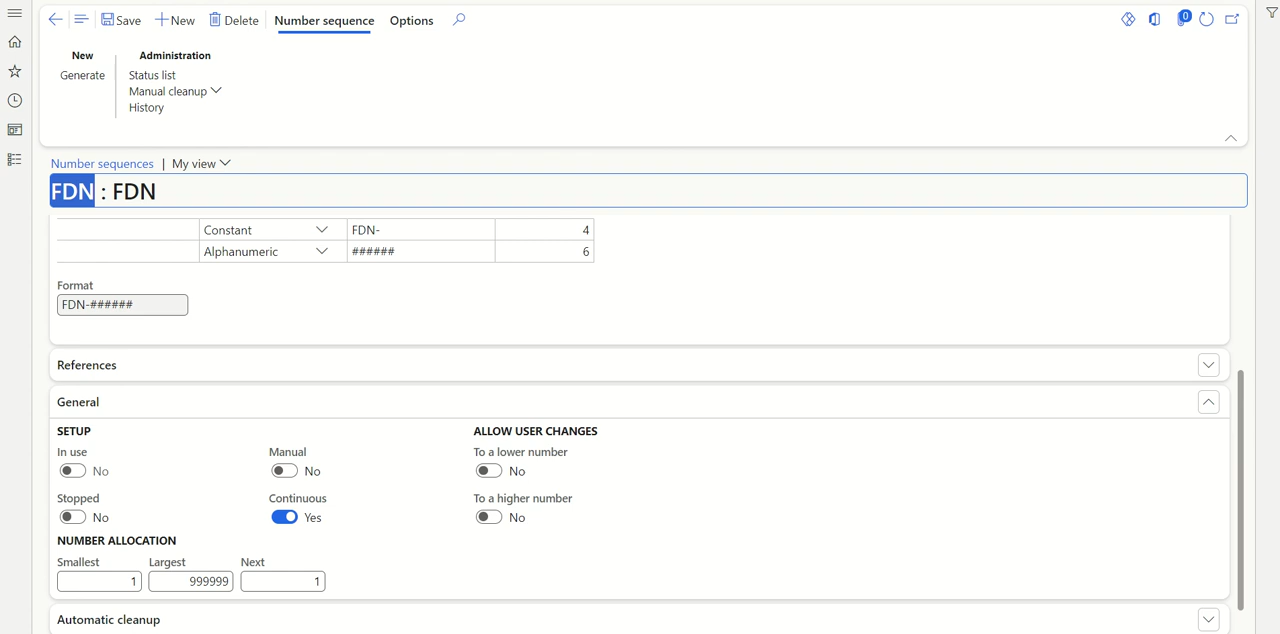 Save New Delete Number sequence Options 0
New Administration
Generate Status list
Manual cleanup
History
Number sequences | My view
FDN : FDN
Constant FDN- 4
Alphanumeric ###### 6
Format
FDN-######
References
General
SETUP ALLOW USER CHANGES
In use Manual To a lower number
No No No
Stopped Continuous To a higher number
No Yes No
NUMBER ALLOCATION
Smallest Largest Next
1 999999 1
Automatic cleanup